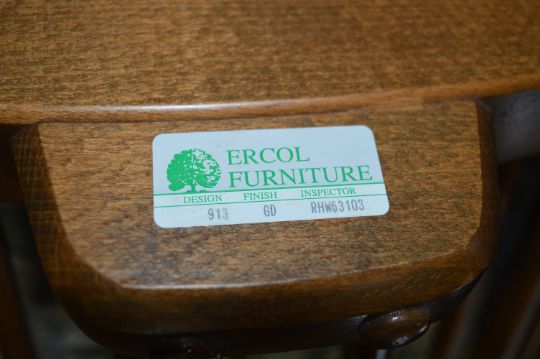 ERCOL
FURNITURE
DESIGN FINISH INSPECTOR
913 GD RHW63103